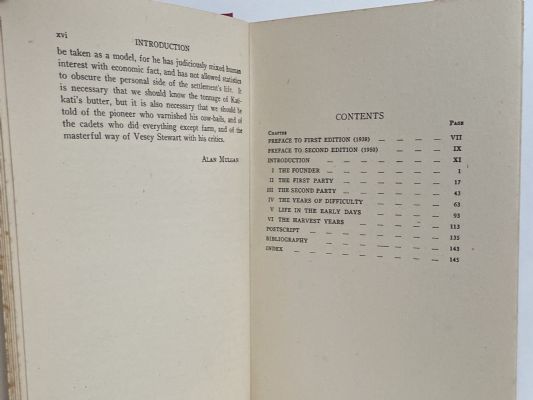 xvi
INTRODUCTION
be taken as a model, for he has judiciously mixed human
interest with economic fact, and has not allowed statistics
to obscure the personal side of the settlement's life. It
is necessary that we should know the tonnage of Kati-
kati's butter, but it is also necessary that we should be
told of the pioneer who varnished his cow-bails, and of
the cadets who did everything except farm, and of the
masterful way of Vesey Stewart with his critics.
ALAN MULGAN
CONTENTS
CHAPTER PAGE
PREFACE TO FIRST EDITION (1939) — — — — VII
PREFACE TO SECOND EDITION (1950) — — — — IX
INTRODUCTION — — — — — — XI
I THE FOUNDER — — — — — — 1
II THE FIRST PARTY — — — — — 17
III THE SECOND PARTY — — — — — 43
IV THE YEARS OF DIFFICULTY — — — — 63
V LIFE IN THE EARLY DAYS — — — — 93
VI THE HARVEST YEARS — — — — — 113
POSTSCRIPT — — — — — — — 135
BIBLIOGRAPHY — — — — — — 143
INDEX — — — — — — — 145